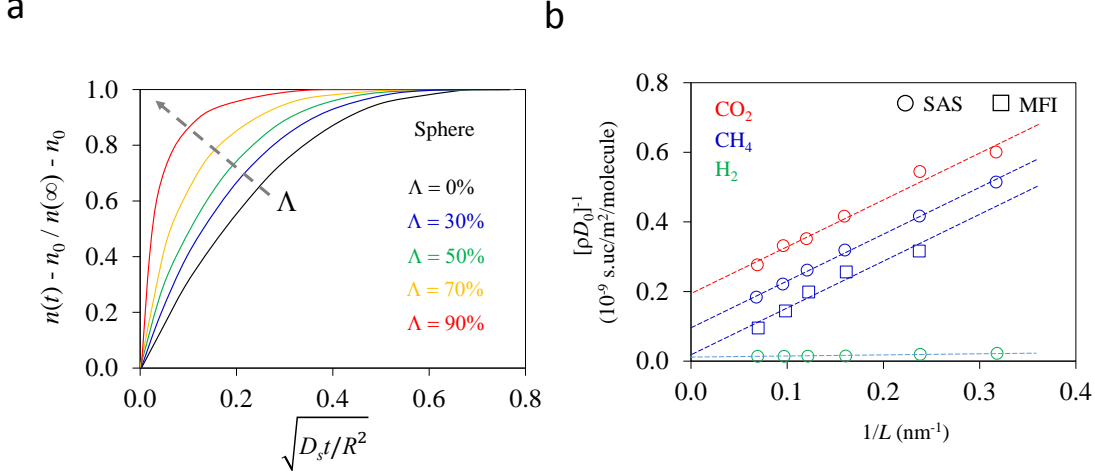 a
b
n(t) - n₀ / n(∞) - n₀
1.0
0.8
0.6
0.4
0.2
0.0
0.0
0.2
0.4
0.6
0.8
Sphere
Λ
Λ = 0%
Λ = 30%
Λ = 50%
Λ = 70%
Λ = 90%
√Dₛt/R²
[ρD₀]⁻¹
(10⁻⁹ s.uc/m²/molecule)
0.8
0.6
0.4
0.2
0.0
0.0
0.1
0.2
0.3
0.4
CO₂
CH₄
H₂
SAS
MFI
1/L (nm⁻¹)